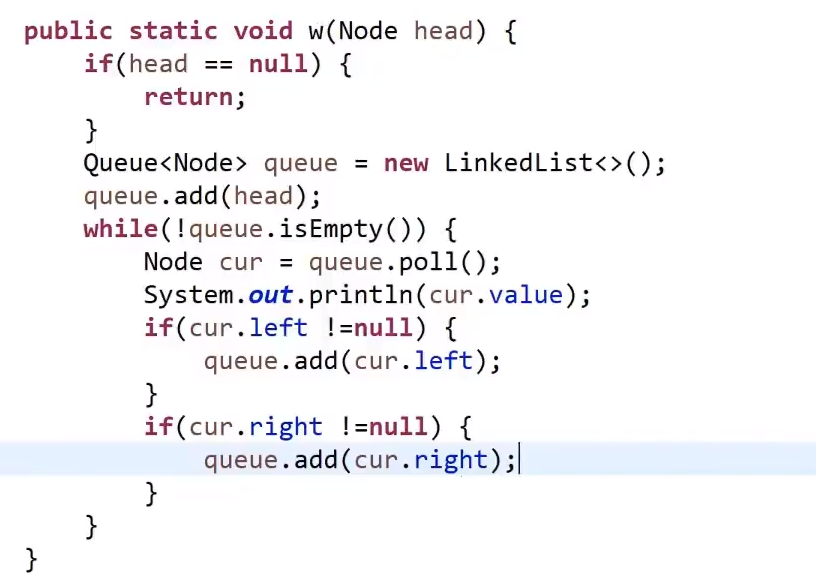 public static void w(Node head) {
    if(head == null) {
        return;
    }
    Queue<Node> queue = new LinkedList<>();
    queue.add(head);
    while(!queue.isEmpty()) {
        Node cur = queue.poll();
        System.out.println(cur.value);
        if(cur.left !=null) {
            queue.add(cur.left);
        }
        if(cur.right !=null) {
            queue.add(cur.right);
        }
    }
}